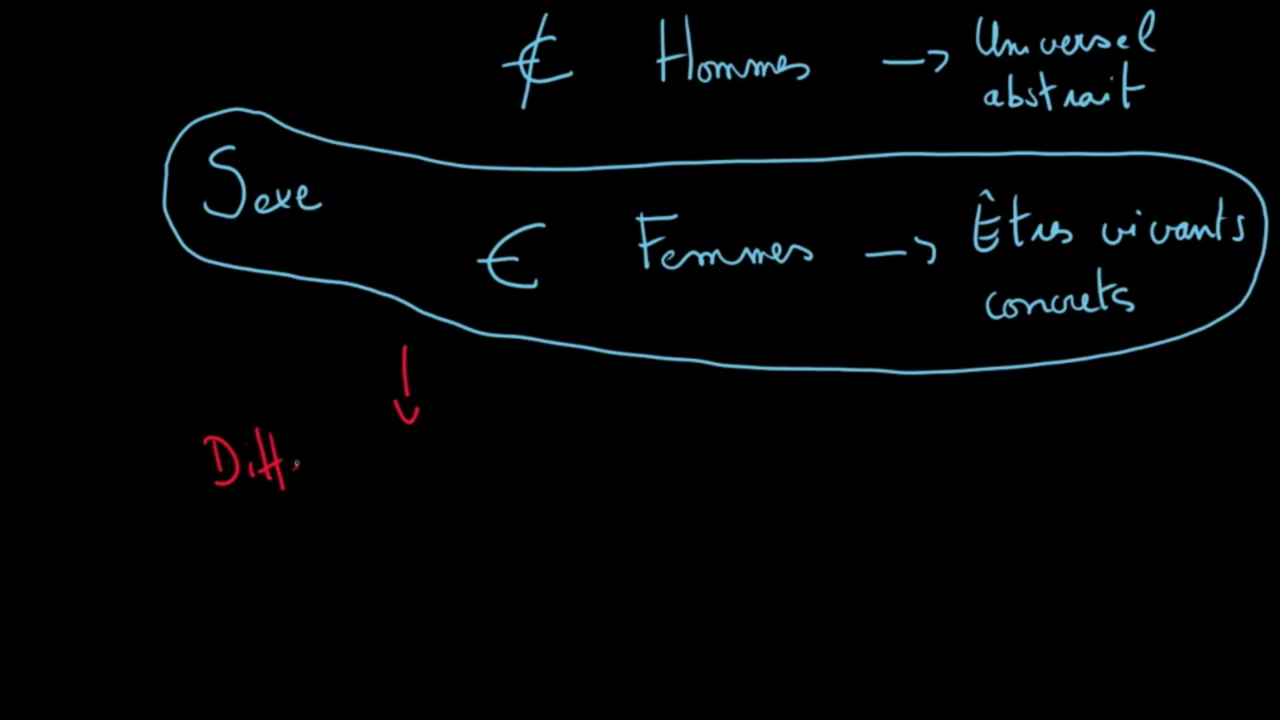 ∉ Hommes → Universel
abstrait
Sexe
∈ Femmes → Êtres vivants
concrets
↓
Diff.